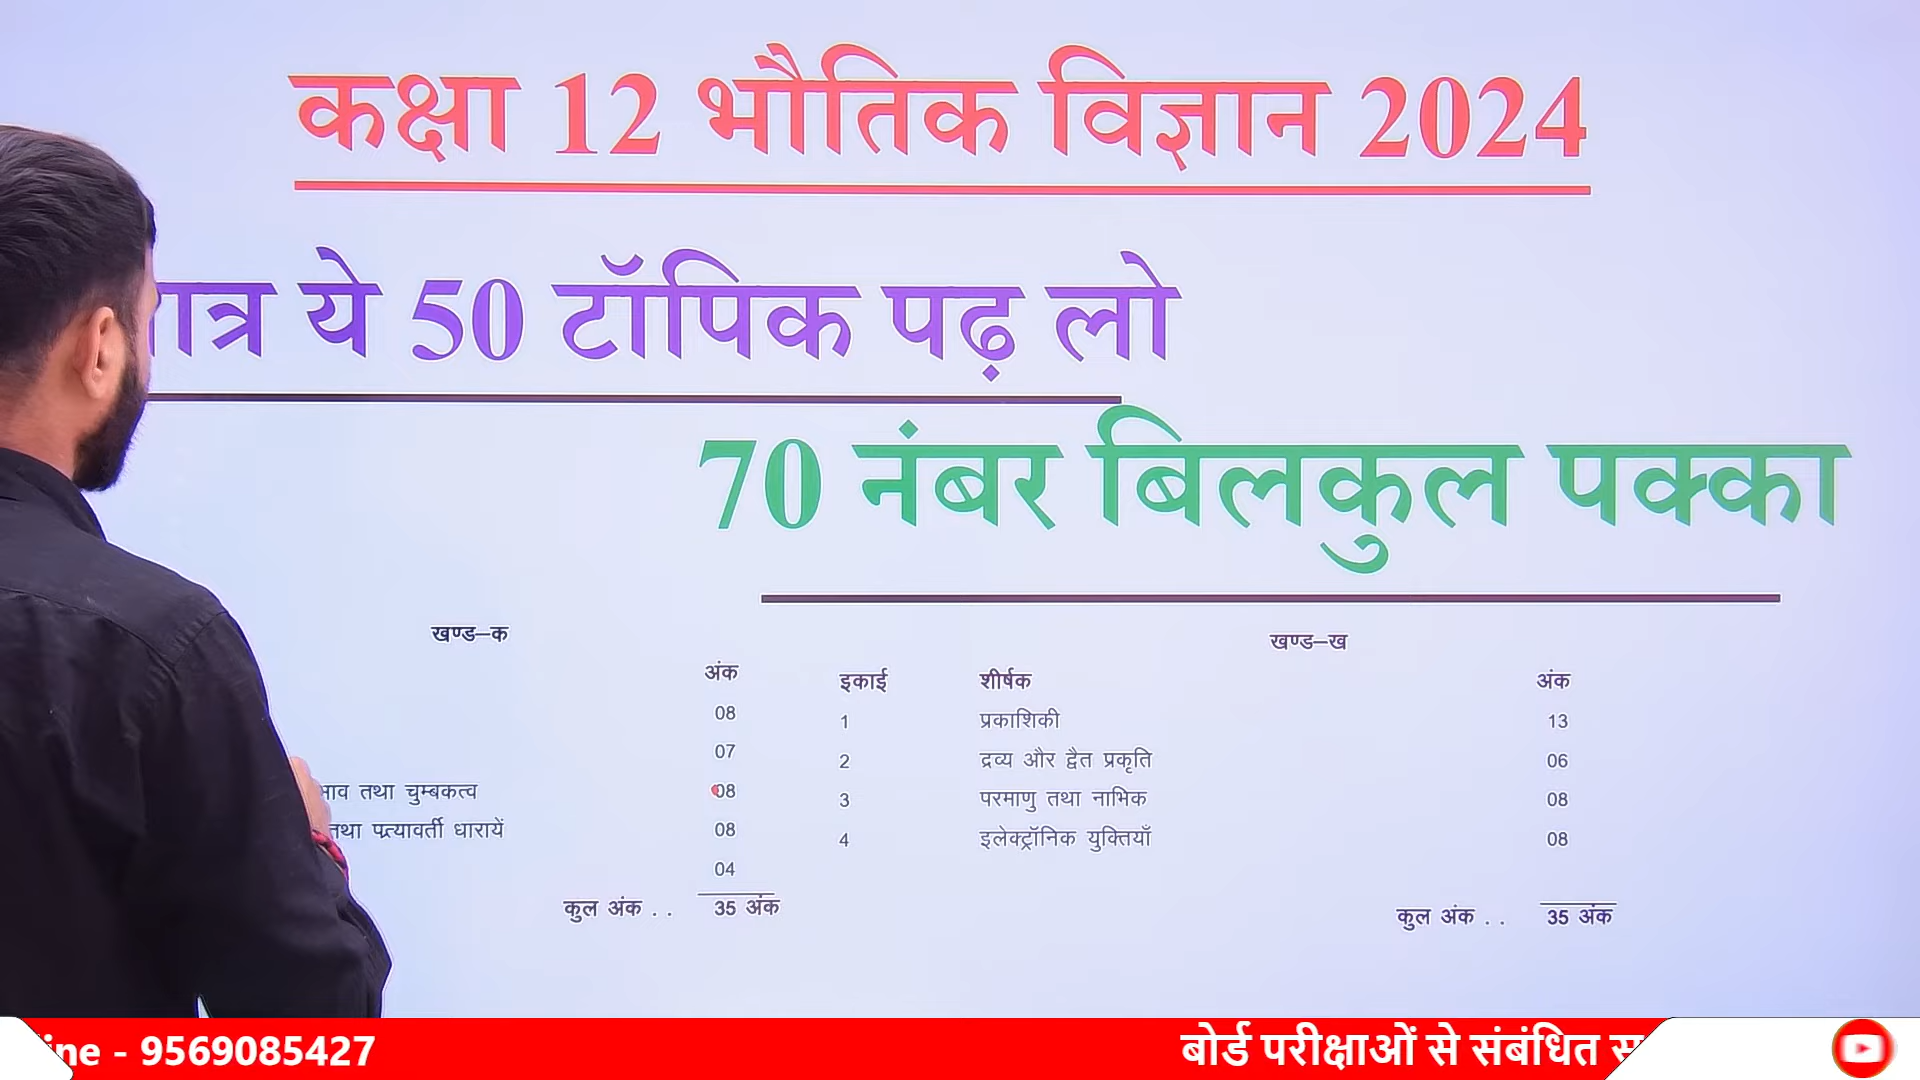 कक्षा 12 भौतिक विज्ञान 2024
ये 50 टॉपिक पढ़ लो
70 नंबर बिलकुल पक्का
खण्ड–क
अंक
08
07
तथा चुम्बकत्व 08
तथा प्रत्यावर्ती धारायें 08
04
कुल अंक . . 35 अंक
खण्ड–ख
इकाई शीर्षक अंक
1 प्रकाशिकी 13
2 द्रव्य और द्वैत प्रकृति 06
3 परमाणु तथा नाभिक 08
4 इलेक्ट्रॉनिक युक्तियाँ 08
कुल अंक . . 35 अंक
- 9569085427
बोर्ड परीक्षाओं से संबंधित